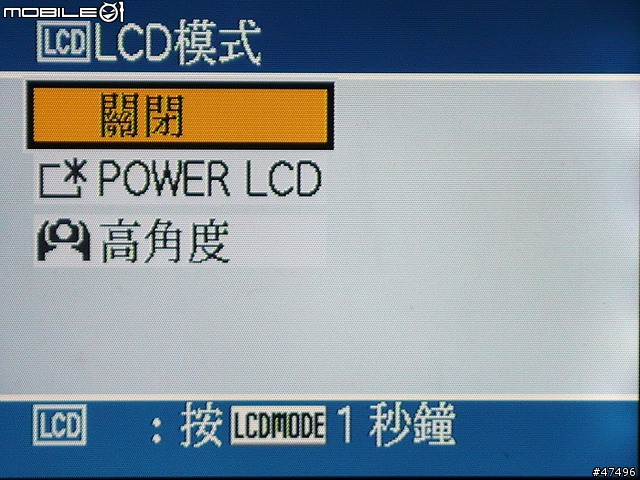 MOBILE01
LCD LCD模式
關閉
POWER LCD
高角度
LCD : 按 LCDMODE 1 秒鐘
#47496